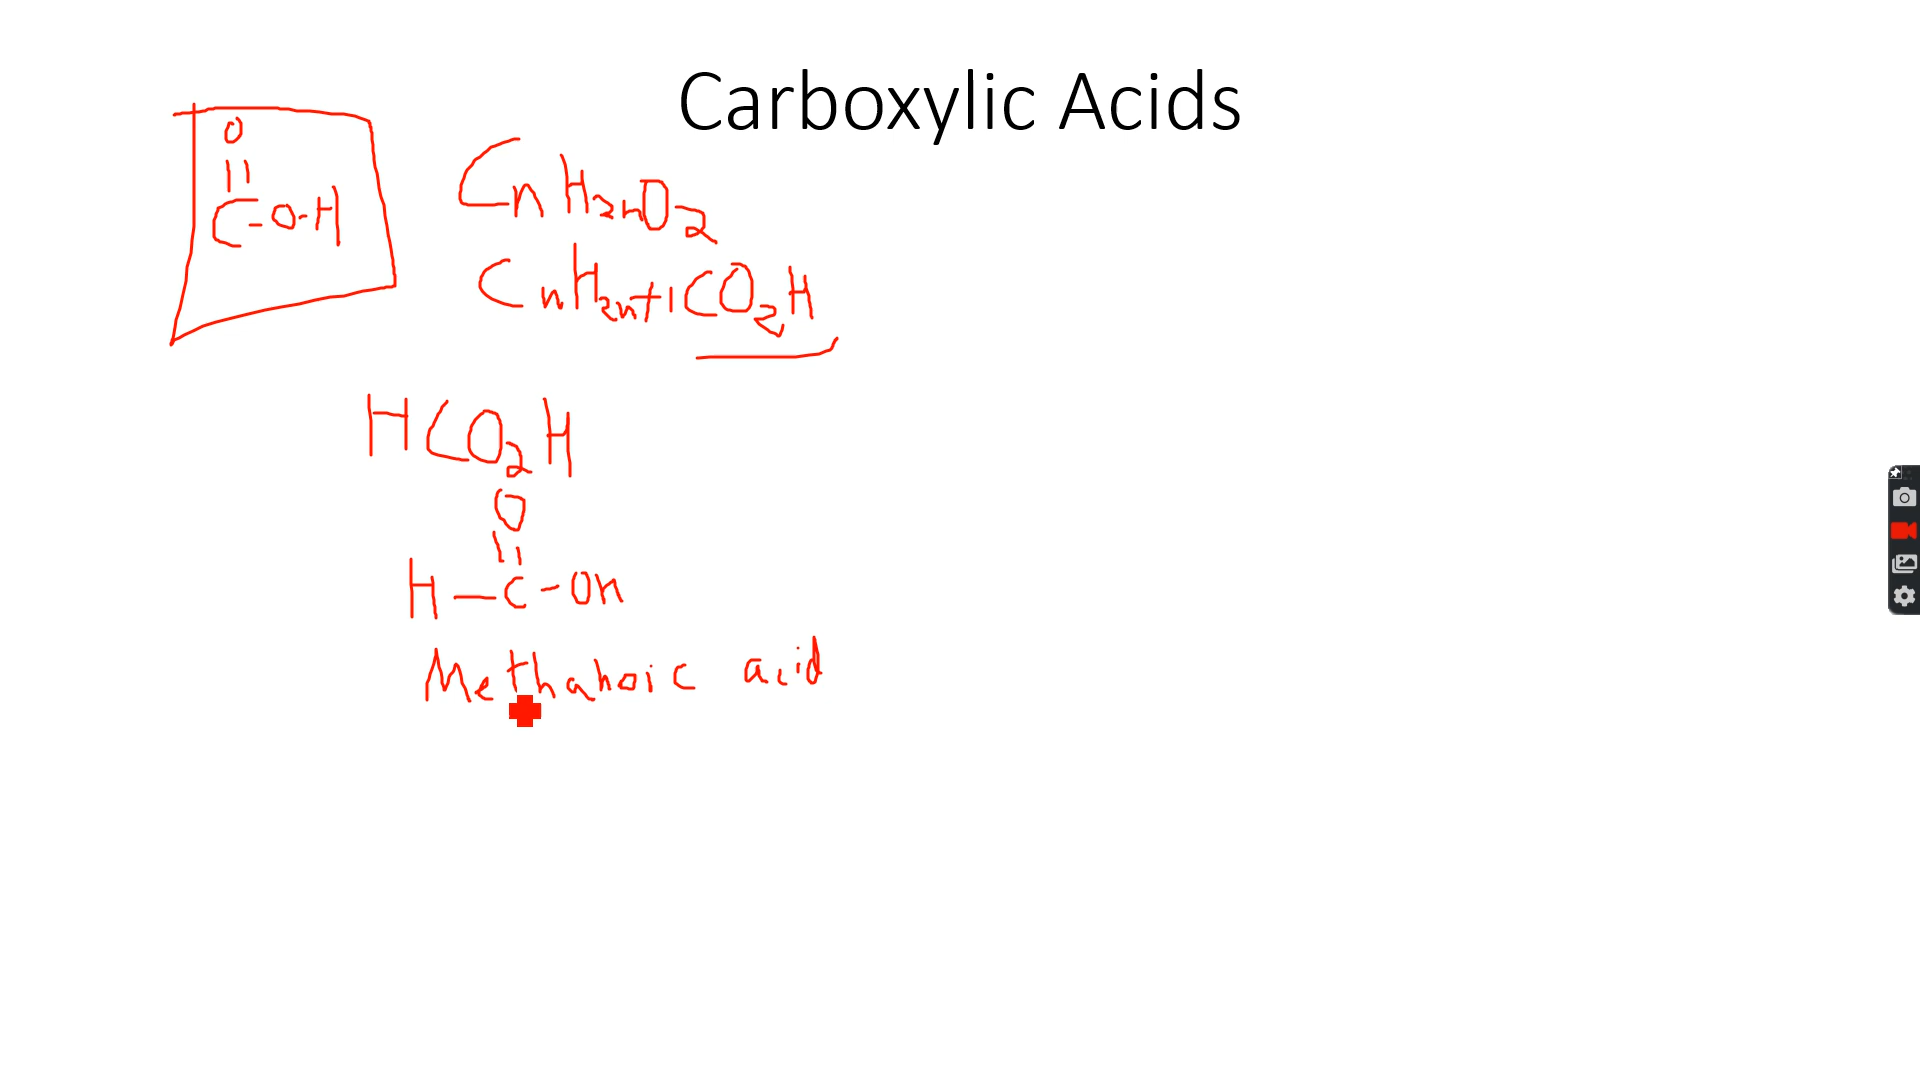 Carboxylic Acids
O
||
C-O-H
CnH2nO2
CnH2n+1CO2H
HCO2H
O
||
H-C-OH
Methanoic acid